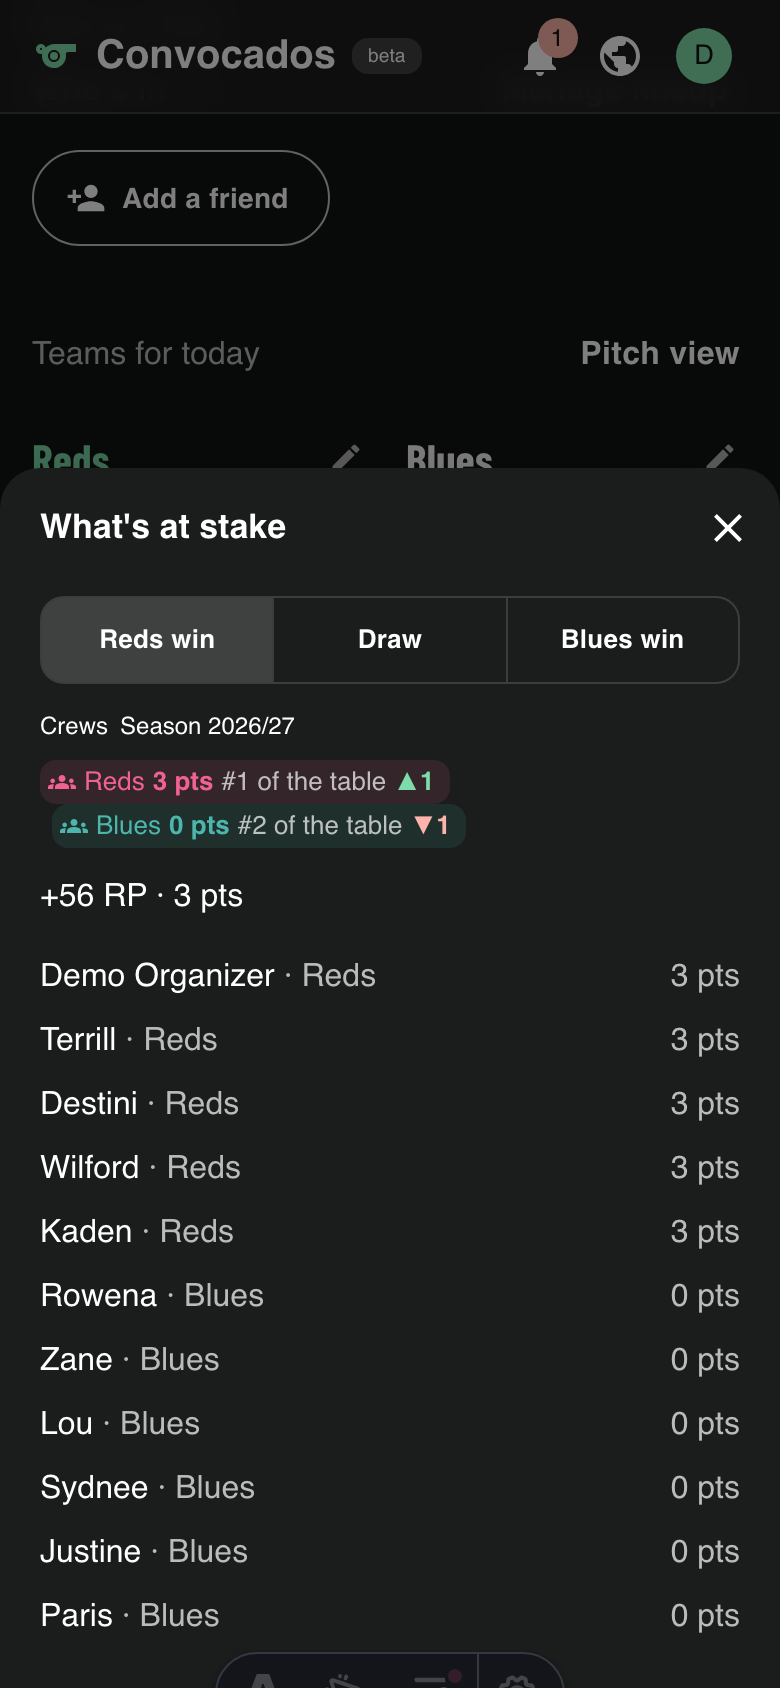 Convocados beta 1 D
Add a friend
Teams for today Pitch view
Reds Blues
What's at stake
Reds win Draw Blues win
Crews Season 2026/27
Reds 3 pts #1 of the table ▲1
Blues 0 pts #2 of the table ▼1
+56 RP · 3 pts
Demo Organizer · Reds 3 pts
Terrill · Reds 3 pts
Destini · Reds 3 pts
Wilford · Reds 3 pts
Kaden · Reds 3 pts
Rowena · Blues 0 pts
Zane · Blues 0 pts
Lou · Blues 0 pts
Sydnee · Blues 0 pts
Justine · Blues 0 pts
Paris · Blues 0 pts